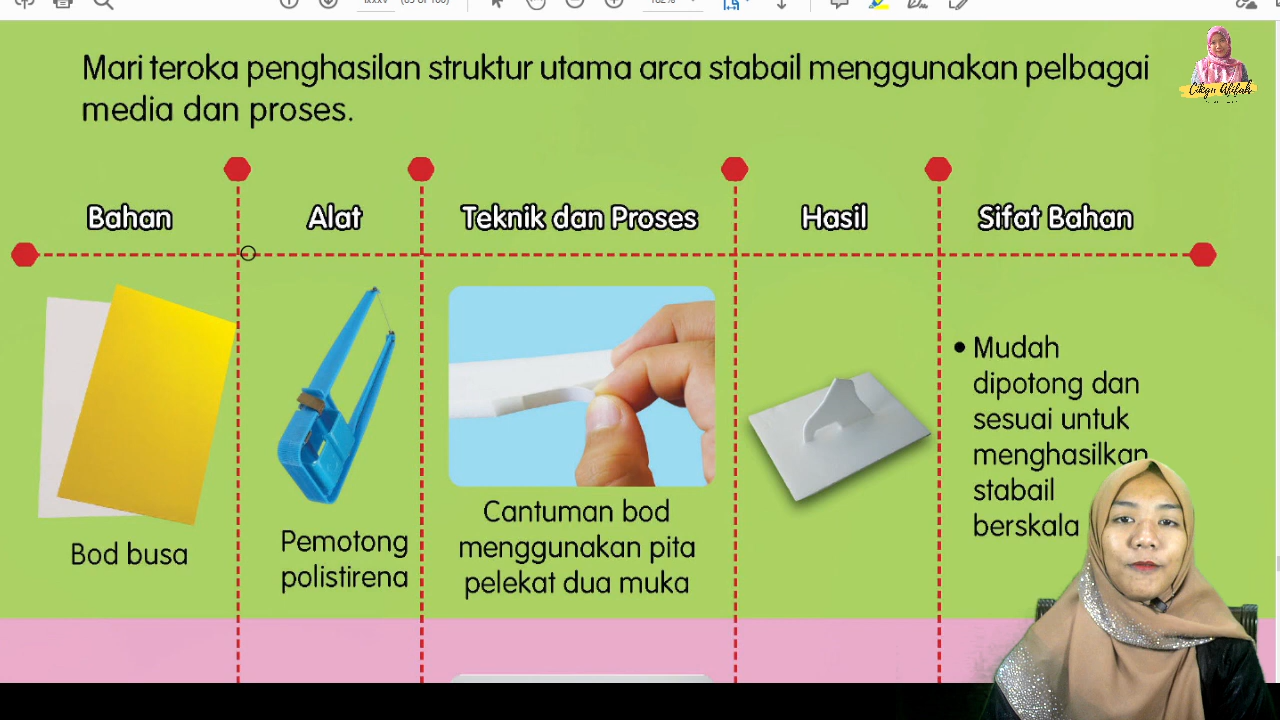 Mari teroka penghasilan struktur utama arca stabail menggunakan pelbagai
media dan proses.
Bahan
Alat
Teknik dan Proses
Hasil
Sifat Bahan
Bod busa
Pemotong
polistirena
Cantuman bod
menggunakan pita
pelekat dua muka
• Mudah
dipotong dan
sesuai untuk
menghasilkan
stabail
berskala
Cikgu Afifah